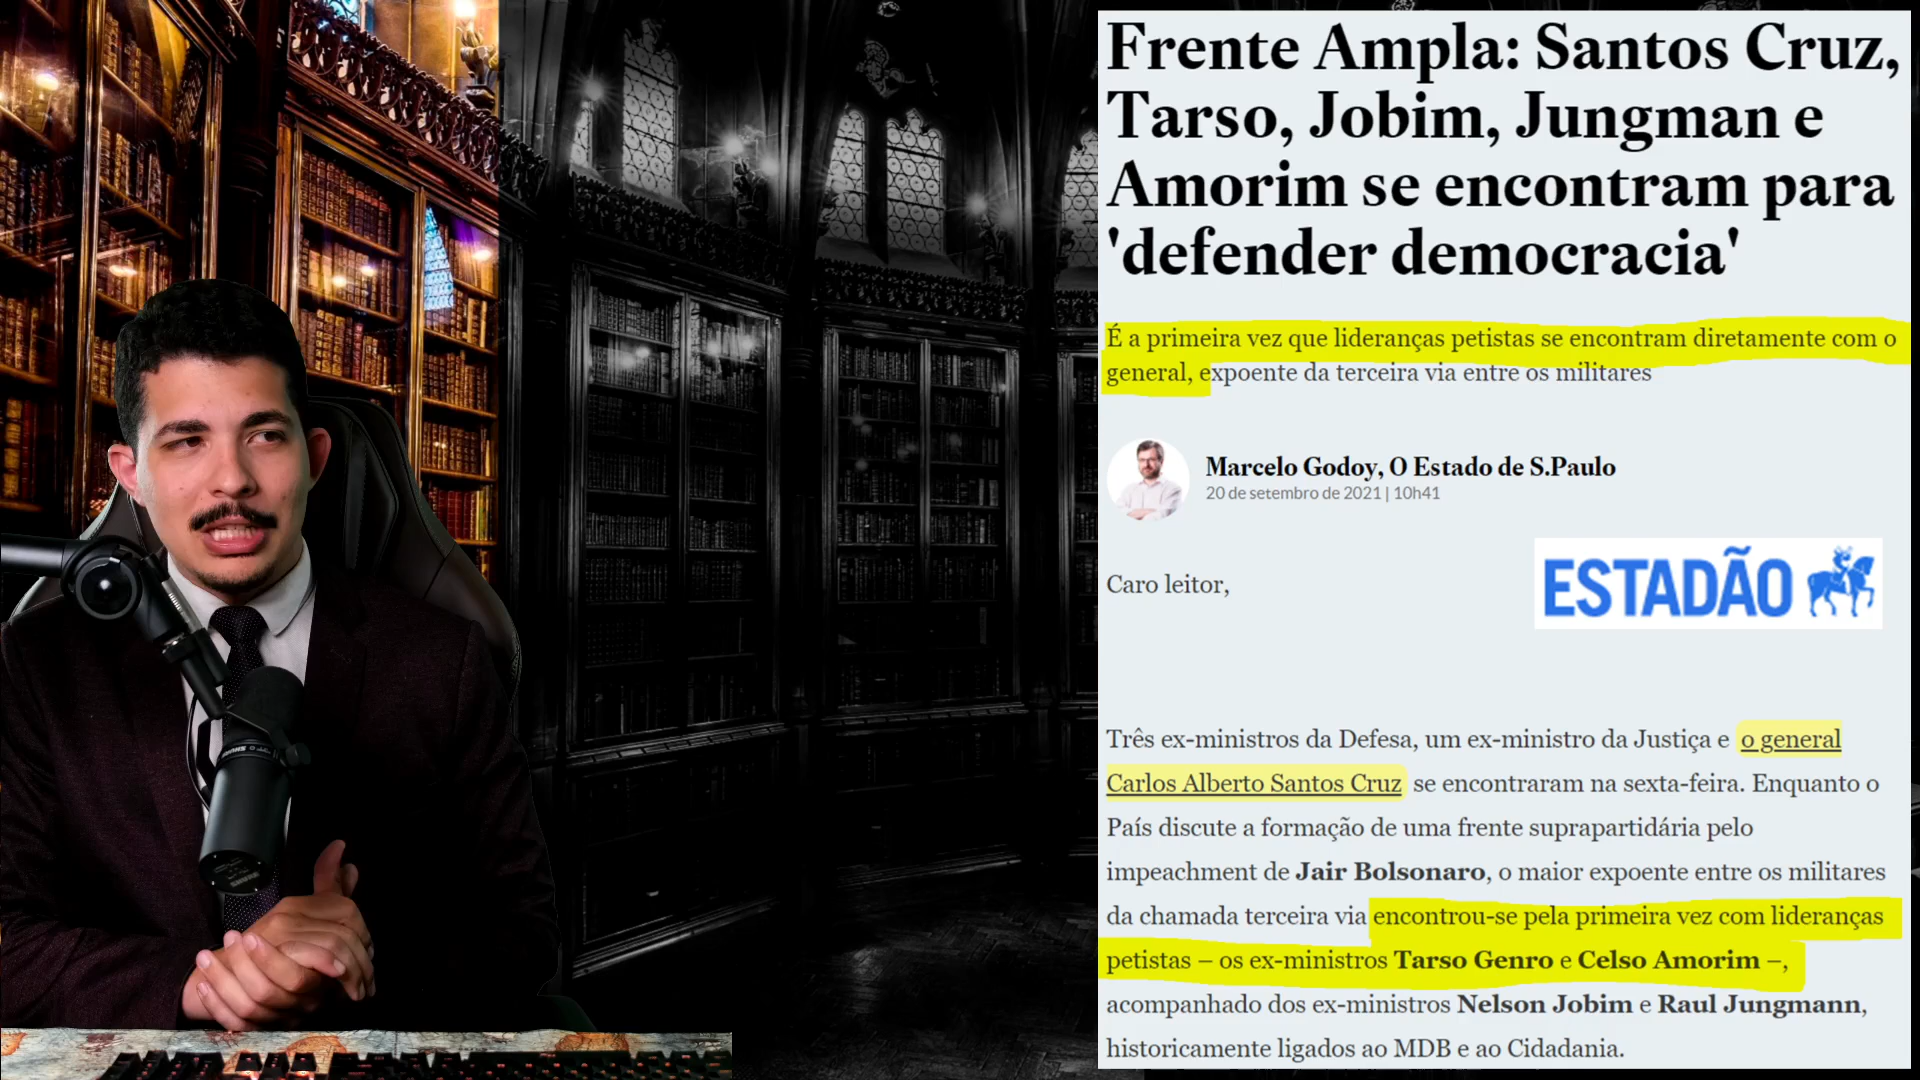 Frente Ampla: Santos Cruz,
Tarso, Jobim, Jungman e
Amorim se encontram para
'defender democracia'
É a primeira vez que lideranças petistas se encontram diretamente com o
general, expoente da terceira via entre os militares
Marcelo Godoy, O Estado de S.Paulo
20 de setembro de 2021 | 10h41
Caro leitor,
ESTADÃO
Três ex-ministros da Defesa, um ex-ministro da Justiça e o general
Carlos Alberto Santos Cruz se encontraram na sexta-feira. Enquanto o
País discute a formação de uma frente suprapartidária pelo
impeachment de Jair Bolsonaro, o maior expoente entre os militares
da chamada terceira via encontrou-se pela primeira vez com lideranças
petistas – os ex-ministros Tarso Genro e Celso Amorim –,
acompanhado dos ex-ministros Nelson Jobim e Raul Jungmann,
historicamente ligados ao MDB e ao Cidadania.